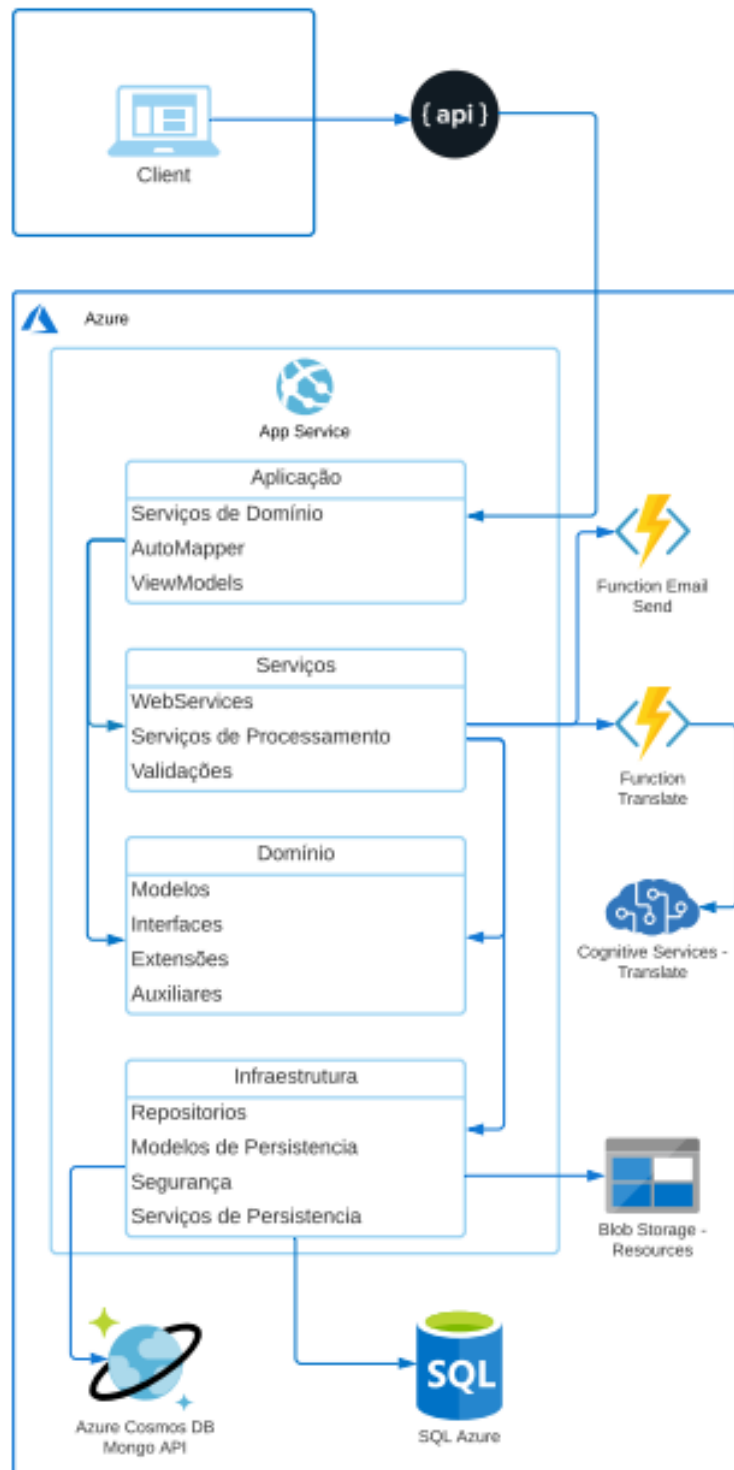 { api }
Client
Azure
App Service
Aplicação
Serviços de Domínio
AutoMapper
ViewModels
Function Email
Send
Serviços
WebServices
Serviços de Processamento
Validações
Function
Translate
Domínio
Modelos
Interfaces
Extensões
Auxiliares
Cognitive Services -
Translate
Infraestrutura
Repositorios
Modelos de Persistencia
Segurança
Serviços de Persistencia
Blob Storage -
Resources
SQL
Azure Cosmos DB
Mongo API
SQL Azure